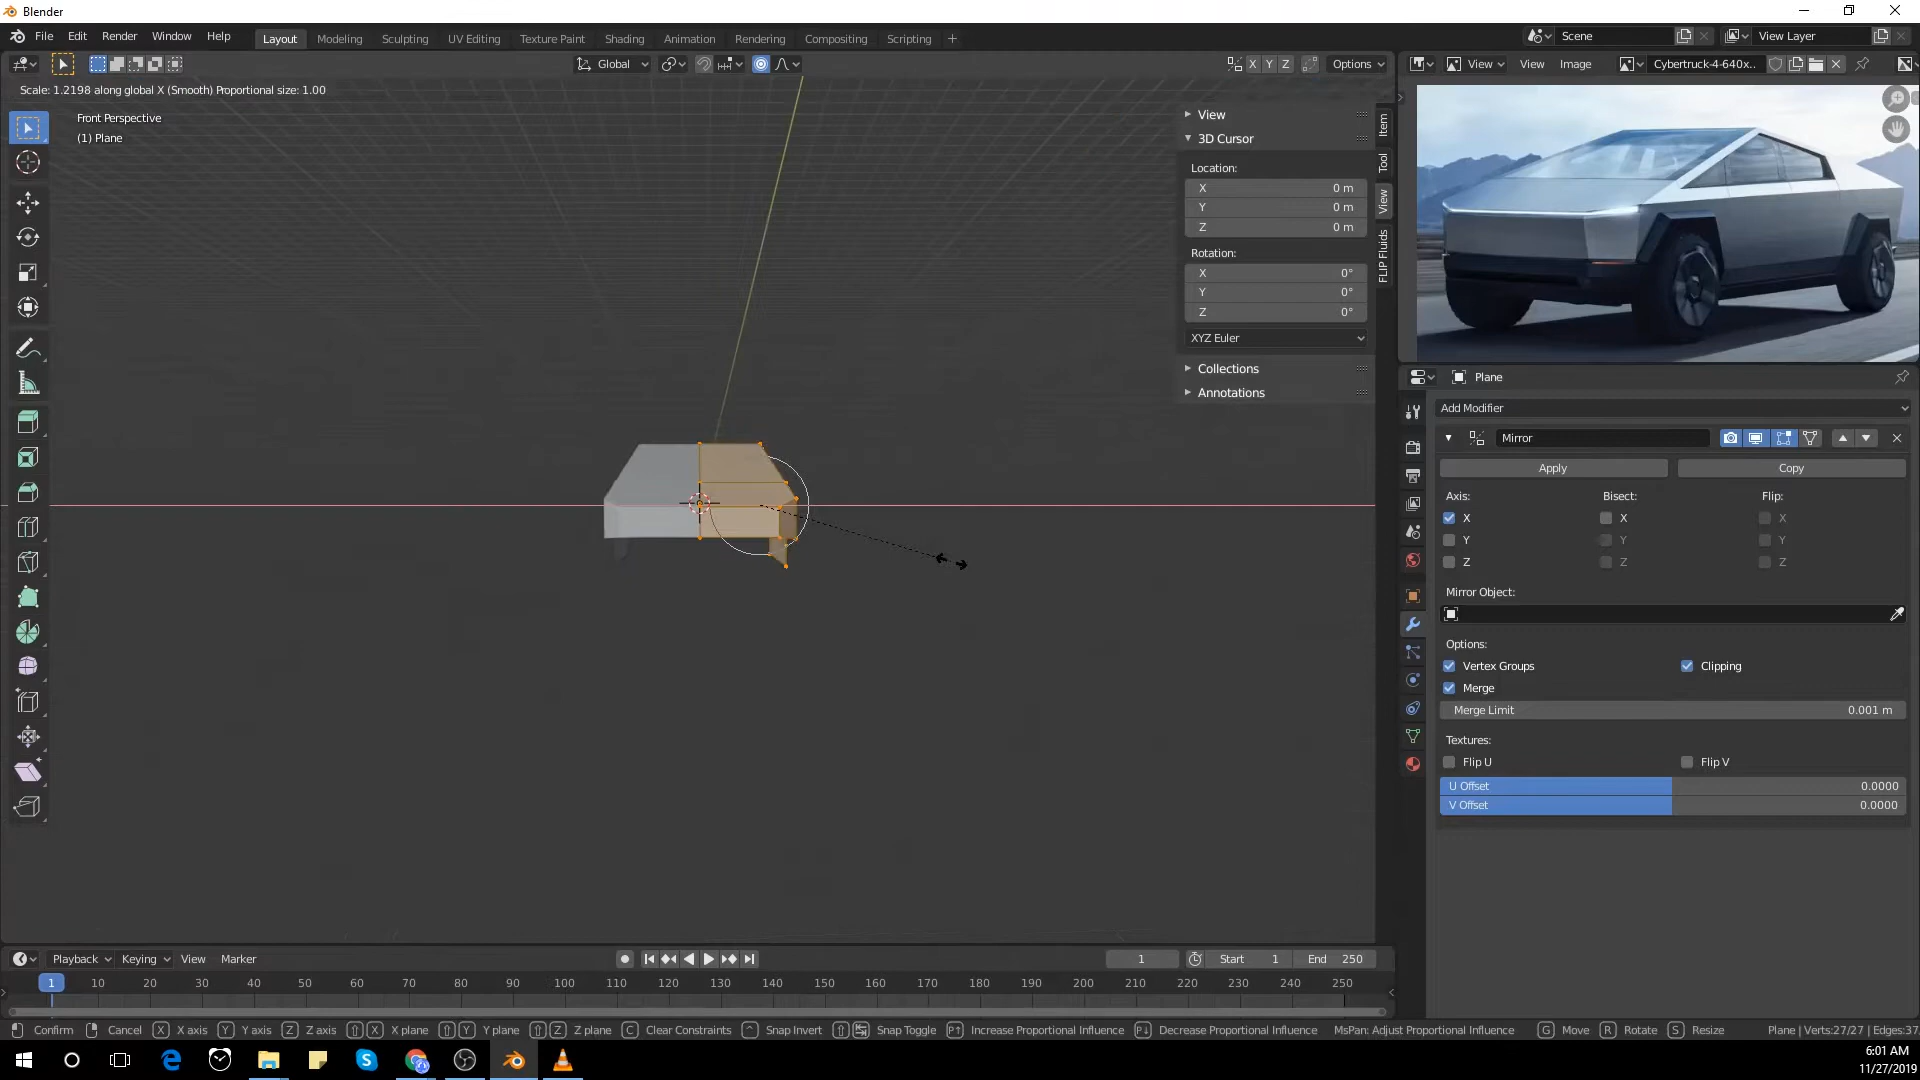 Blender
File Edit Render Window Help Layout Modeling Sculpting UV Editing Texture Paint Shading Animation Rendering Compositing Scripting + Scene View Layer
Global X Y Z Options View View Image Cybertruck-4-640x..
Scale: 1.2198 along global X (Smooth) Proportional size: 1.00
Front Perspective
(1) Plane
View
3D Cursor
Location:
X 0 m
Y 0 m
Z 0 m
Rotation:
X 0°
Y 0°
Z 0°
XYZ Euler
Collections
Annotations
Item
Tool
View
FLIP Fluids
Plane
Add Modifier
Mirror
Apply Copy
Axis: Bisect: Flip:
X X X
Y Y Y
Z Z Z
Mirror Object:
Options:
Vertex Groups Clipping
Merge
Merge Limit 0.001 m
Textures:
Flip U Flip V
U Offset 0.0000
V Offset 0.0000
Playback Keying View Marker 1 Start 1 End 250
1 10 20 30 40 50 60 70 80 90 100 110 120 130 140 150 160 170 180 190 200 210 220 230 240 250
Confirm Cancel X X axis Y Y axis Z Z axis X X plane Y Y plane Z Z plane C Clear Constraints Snap Invert Snap Toggle P↑ Increase Proportional Influence P↓ Decrease Proportional Influence MsPan: Adjust Proportional Influence G Move R Rotate S Resize Plane | Verts:27/27 | Edges:37
6:01 AM
11/27/2019